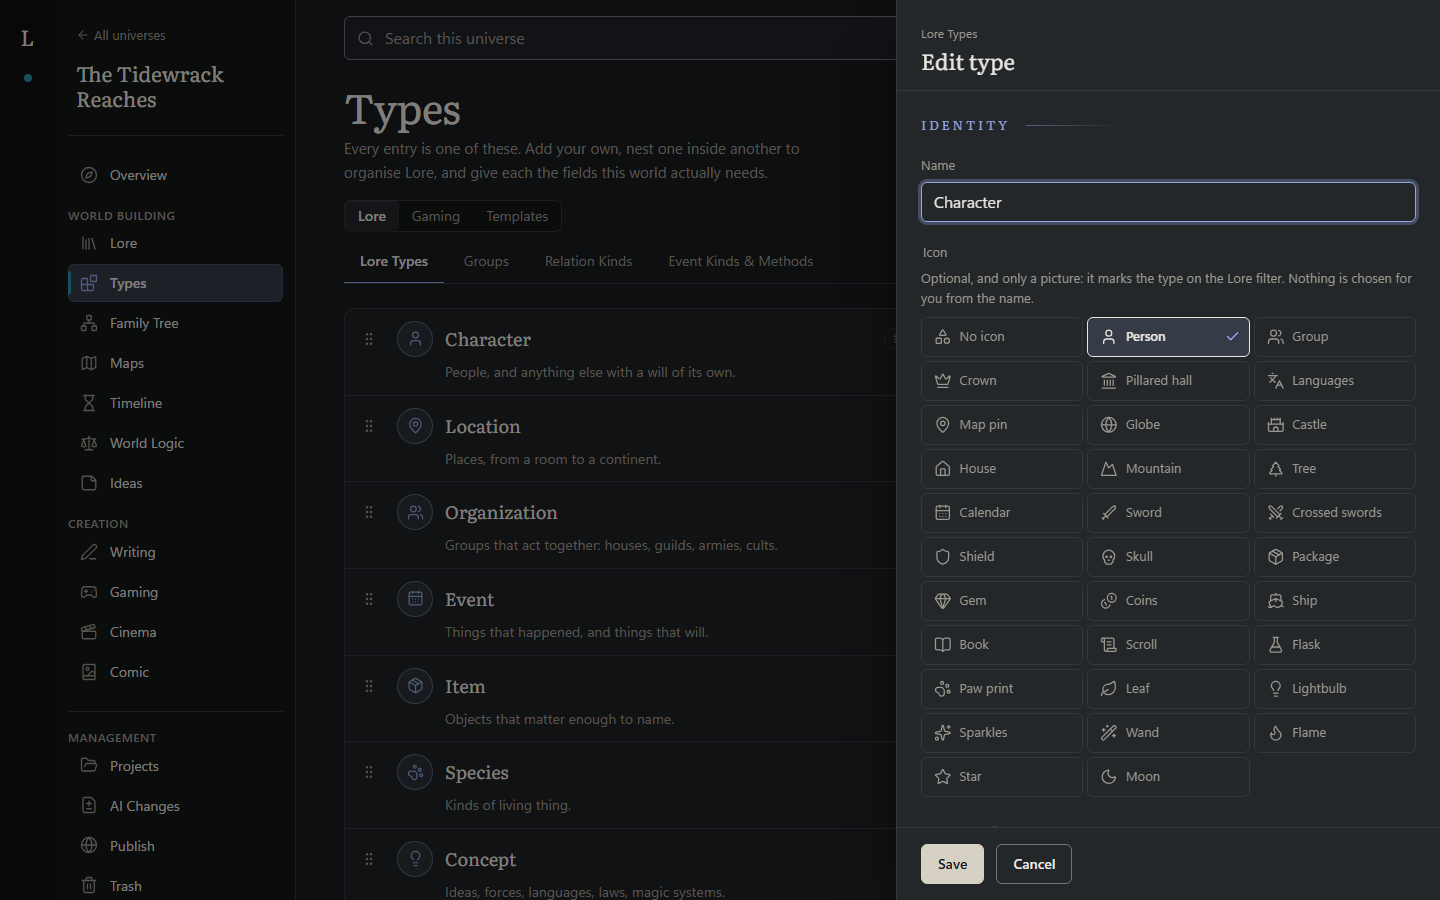 L
All universes
The Tidewrack
Reaches
Overview
WORLD BUILDING
Lore
Types
Family Tree
Maps
Timeline
World Logic
Ideas
CREATION
Writing
Gaming
Cinema
Comic
MANAGEMENT
Projects
AI Changes
Publish
Trash
Search this universe
Types
Every entry is one of these. Add your own, nest one inside another to
organise Lore, and give each the fields this world actually needs.
Lore Gaming Templates
Lore Types Groups Relation Kinds Event Kinds & Methods
Character
People, and anything else with a will of its own.
Location
Places, from a room to a continent.
Organization
Groups that act together: houses, guilds, armies, cults.
Event
Things that happened, and things that will.
Item
Objects that matter enough to name.
Species
Kinds of living thing.
Concept
Ideas, forces, languages, laws, magic systems.
Lore Types
Edit type
IDENTITY
Name
Character
Icon
Optional, and only a picture: it marks the type on the Lore filter. Nothing is chosen for
you from the name.
No icon Person Group
Crown Pillared hall Languages
Map pin Globe Castle
House Mountain Tree
Calendar Sword Crossed swords
Shield Skull Package
Gem Coins Ship
Book Scroll Flask
Paw print Leaf Lightbulb
Sparkles Wand Flame
Star Moon
Save Cancel